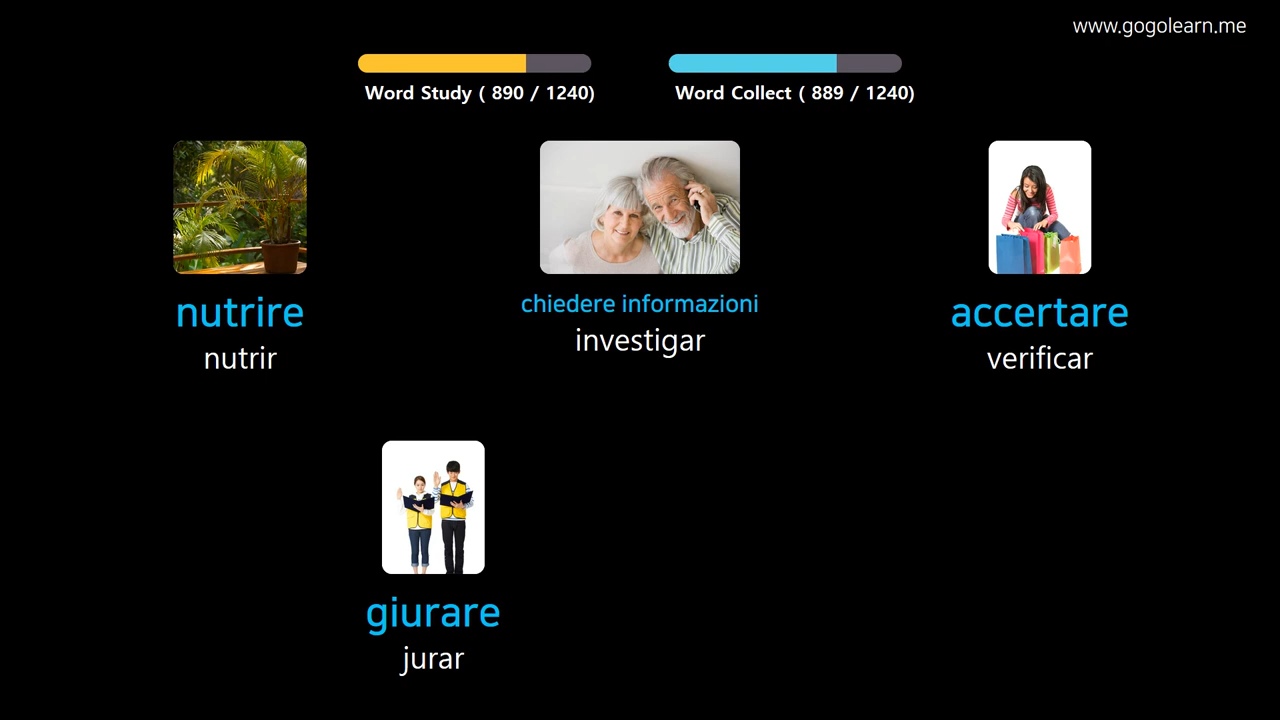 www.gogolearn.me
Word Study ( 890 / 1240)
Word Collect ( 889 / 1240)
nutrire
nutrir
chiedere informazioni
investigar
accertare
verificar
giurare
jurar